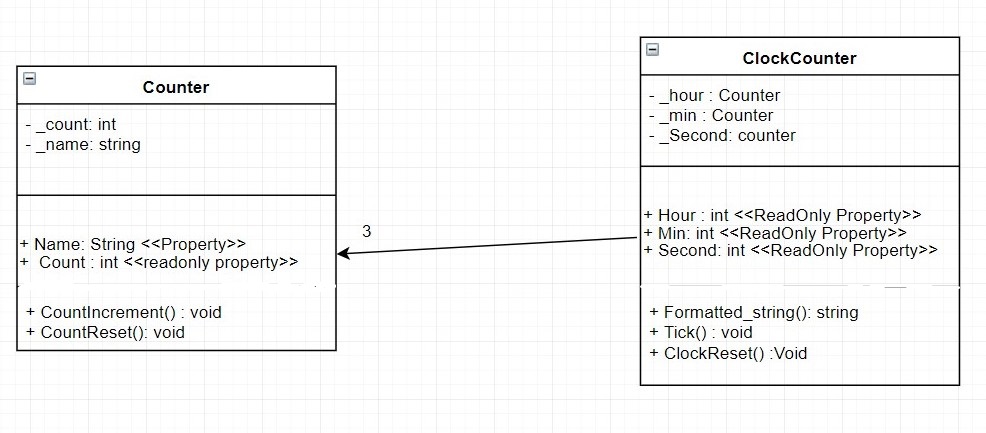 Counter
- _count: int
- _name: string
+ Name: String <<Property>>
+ Count : int <<readonly property>>
+ CountIncrement() : void
+ CountReset(): void
3
ClockCounter
- _hour : Counter
- _min : Counter
- _Second: counter
+ Hour : int <<ReadOnly Property>>
+ Min: int <<ReadOnly Property>>
+ Second: int <<ReadOnly Property>>
+ Formatted_string(): string
+ Tick() : void
+ ClockReset() :Void